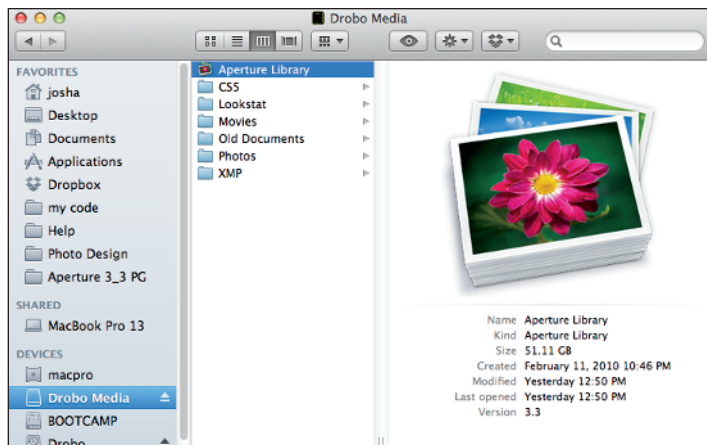 Drobo Media
FAVORITES
josha
Desktop
Documents
Applications
Dropbox
my code
Help
Photo Design
Aperture 3_3 PG
SHARED
MacBook Pro 13
DEVICES
macpro
Drobo Media
BOOTCAMP
Drobo
Aperture Library
CS5
Lookstat
Movies
Old Documents
Photos
XMP
Name Aperture Library
Kind Aperture Library
Size 51.11 GB
Created February 11, 2010 10:46 PM
Modified Yesterday 12:50 PM
Last opened Yesterday 12:50 PM
Version 3.3